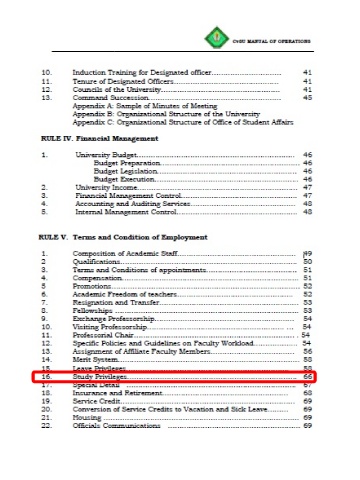 CvSU MANUAL OF OPERATIONS
10. Induction Training for Designated officer................................ 41
11. Tenure of Designated Officers................................................ 41
12. Councils of the University...................................................... 41
13. Command Succession............................................................ 45
Appendix A: Sample of Minutes of Meeting
Appendix B: Organizational Structure of the University
Appendix C: Organizational Structure of Office of Student Affairs
RULE IV. Financial Management
1. University Budget................................................................. 46
Budget Preparation......................................................... 46
Budget Legislation.......................................................... 46
Budget Execution........................................................... 46
2. University Income................................................................. 47
3. Financial Management Control.............................................. 47
4. Accounting and Auditing Services.......................................... 48
5. Internal Management Control................................................ 48
RULE V. Terms and Condition of Employment
1. Composition of Academic Staff............................................... 49
2 Qualifications....................................................................... 50
3. Terms and Conditions of appointments.................................. 51
4. Compensation....................................................................... 51
5 Promotions........................................................................... 52
6. Academic Freedom of teachers............................................... 52
7. Resignation and Transfer....................................................... 53
8. Fellowships .......................................................................... 53
9. Exchange Professorship......................................................... 54
10. Visiting Professorship....................................................... ... 54
11. Professorial Chair................................................................. 54
12. Specific Policies and Guidelines on Faculty Workload.............. 54
13. Assignment of Affiliate Faculty Members................................ 56
14. Merit System......................................................................... 58
15. Leave Privileges..................................................................... 58
16. Study Privileges..................................................................... 66
17. Special Detail ....................................................................... 67
18. Insurance and Retirement..................................................... 68
19. Service Credit........................................................................ 69
20. Conversion of Service Credits to Vacation and Sick Leave......... 69
21. Housing ............................................................................... 69
22. Officials Communications .................................................... 69